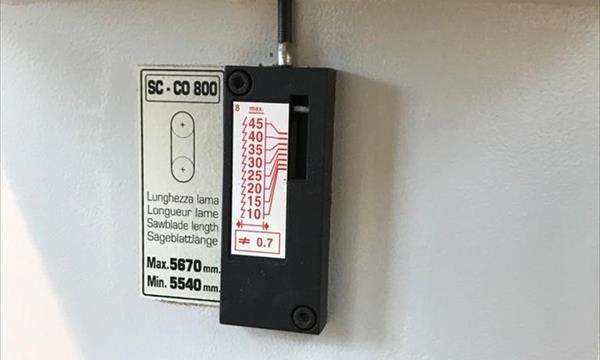 SC - CO 800
Lunghezza lama
Longueur lame
Sawblade length
Sägeblattlänge
Max. 5670 mm.
Min. 5540 mm.
8 max.
45
40
35
30
25
20
15
10
≠ 0.7